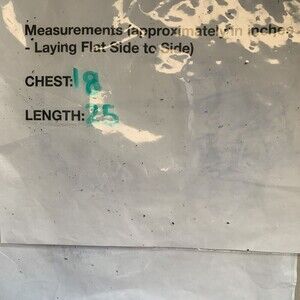 Measurements (approximately in inches
- Laying Flat Side to Side)
CHEST: 18
LENGTH: 25